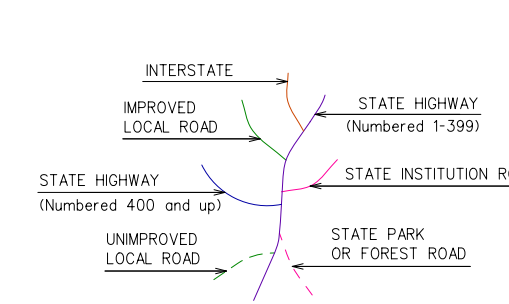 INTERSTATE
IMPROVED
LOCAL ROAD
STATE HIGHWAY
(Numbered 1-399)
STATE INSTITUTION
STATE HIGHWAY
(Numbered 400 and up)
UNIMPROVED
LOCAL ROAD
STATE PARK
OR FOREST ROAD